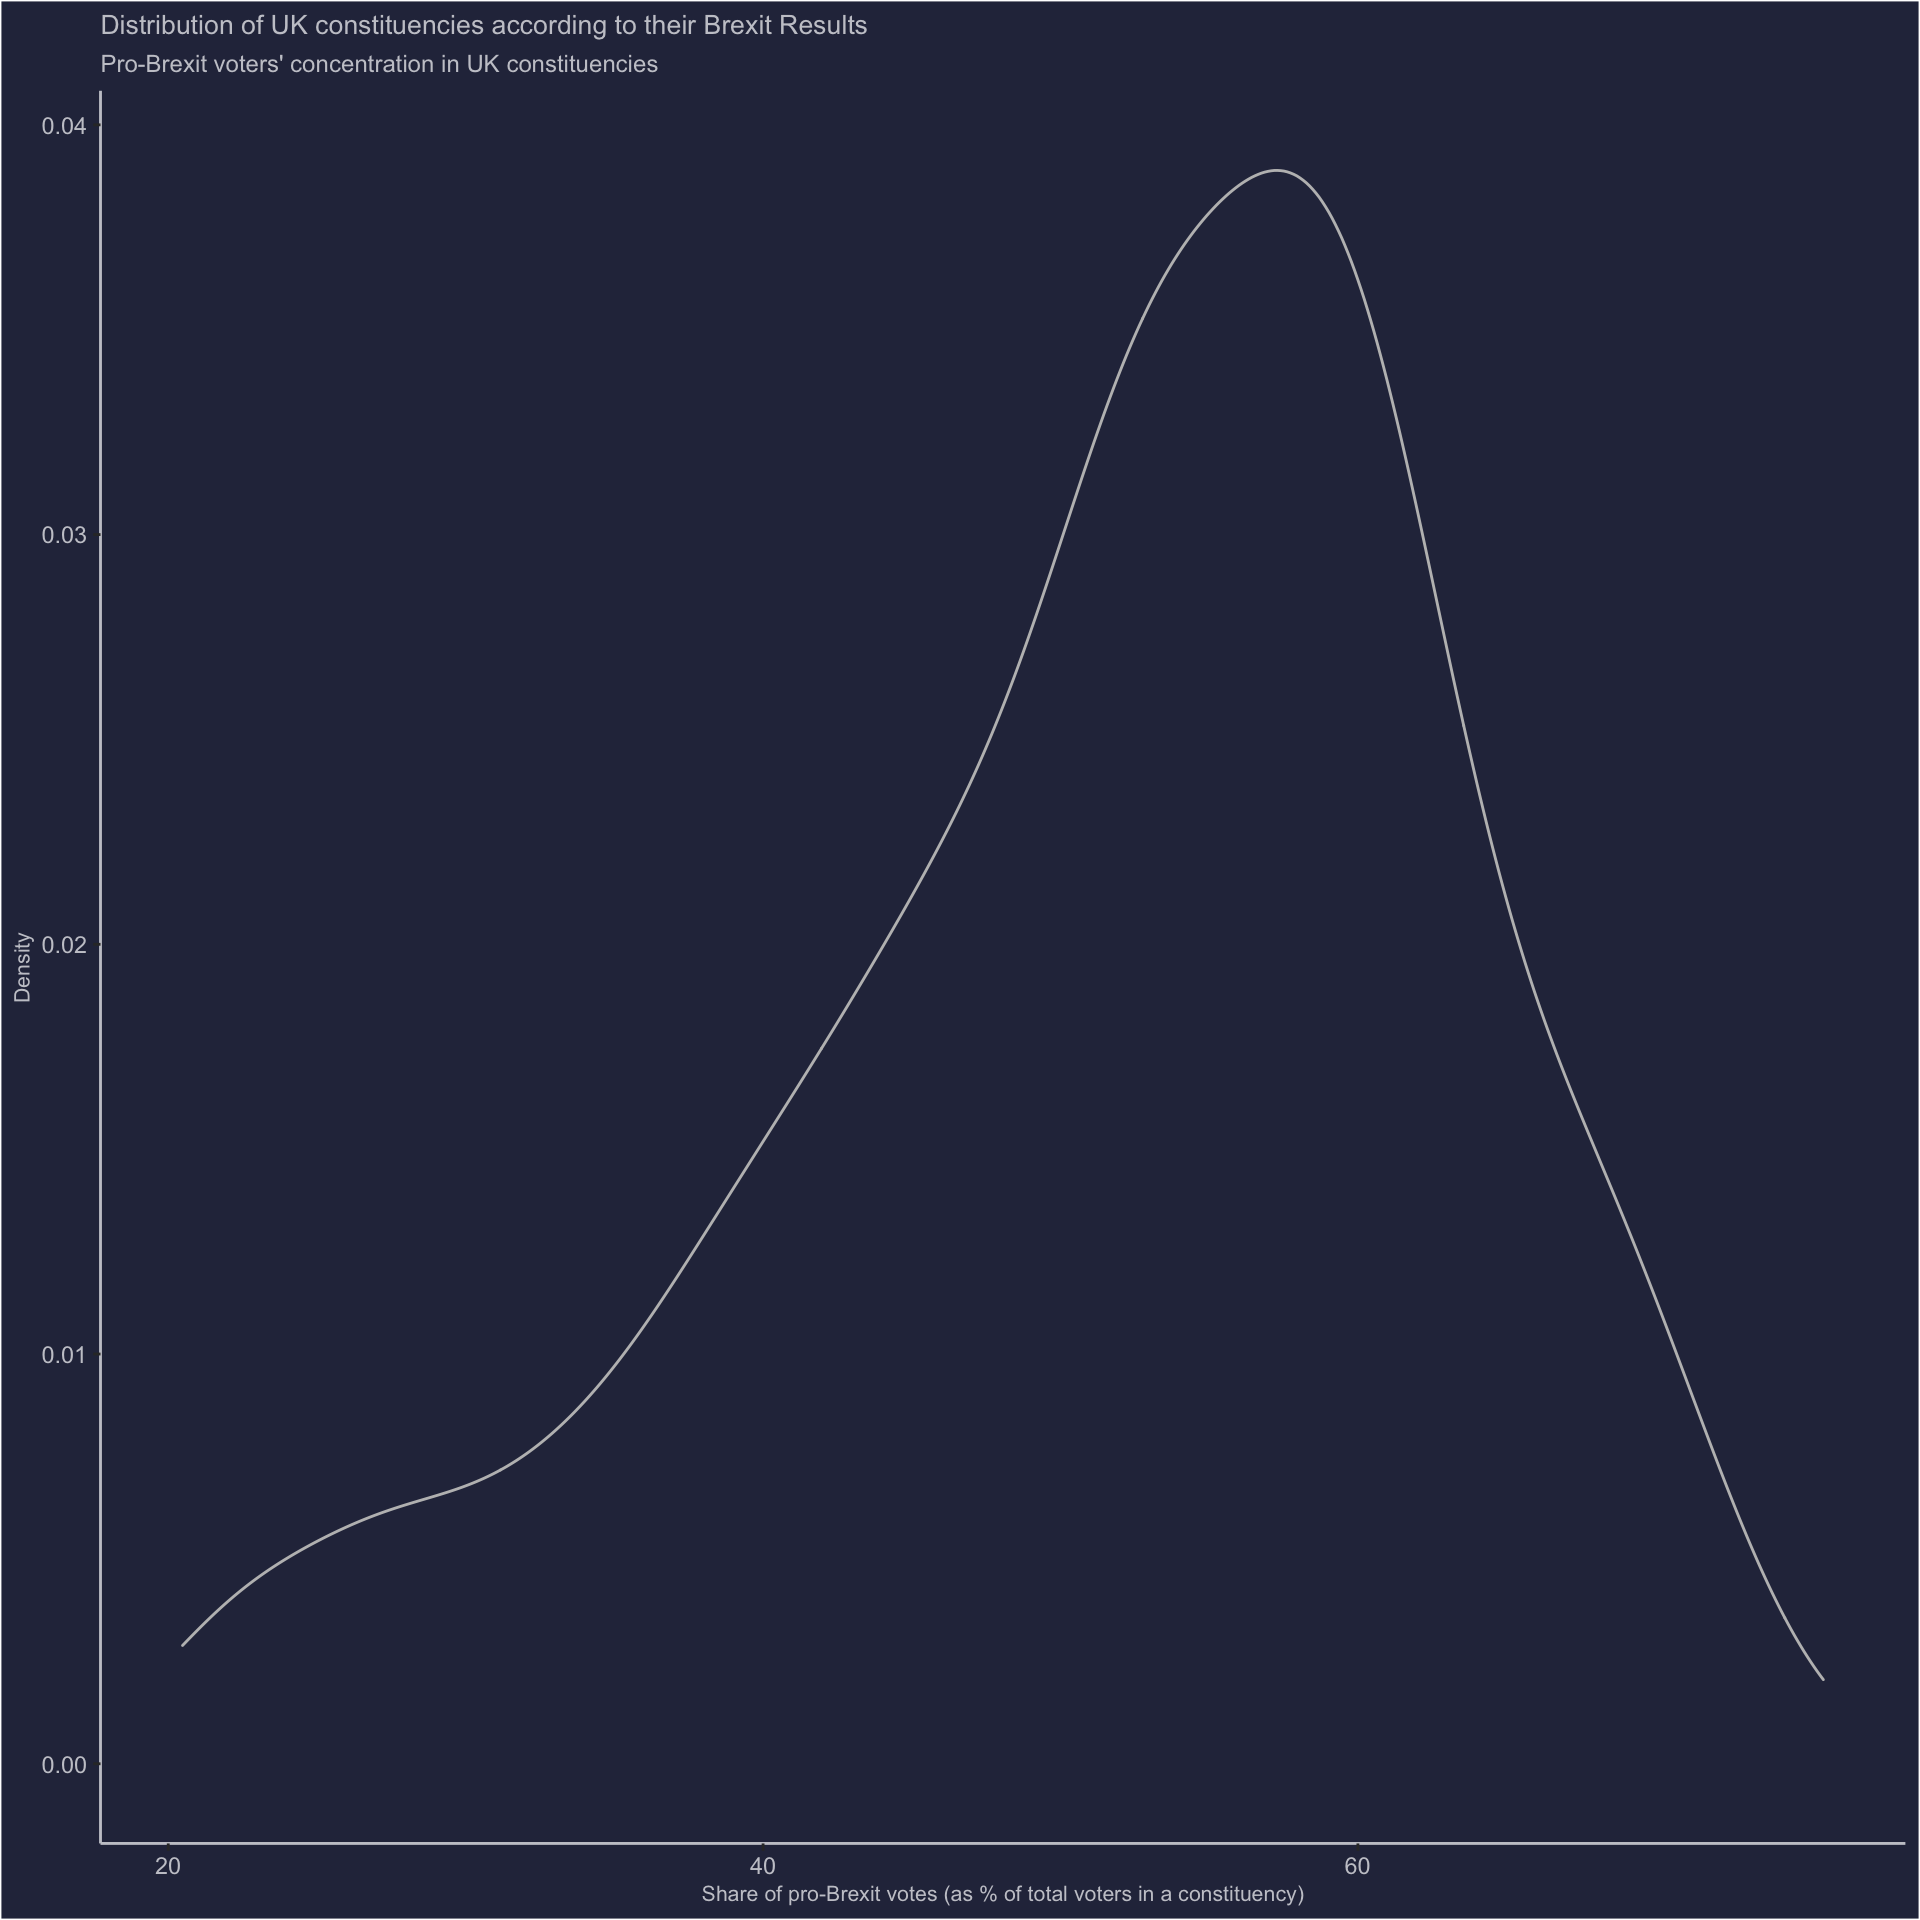 Distribution of UK constituencies according to their Brexit Results
Pro-Brexit voters' concentration in UK constituencies
0.04
0.03
0.02
0.01
0.00
Density
20
40
60
Share of pro-Brexit votes (as % of total voters in a constituency)